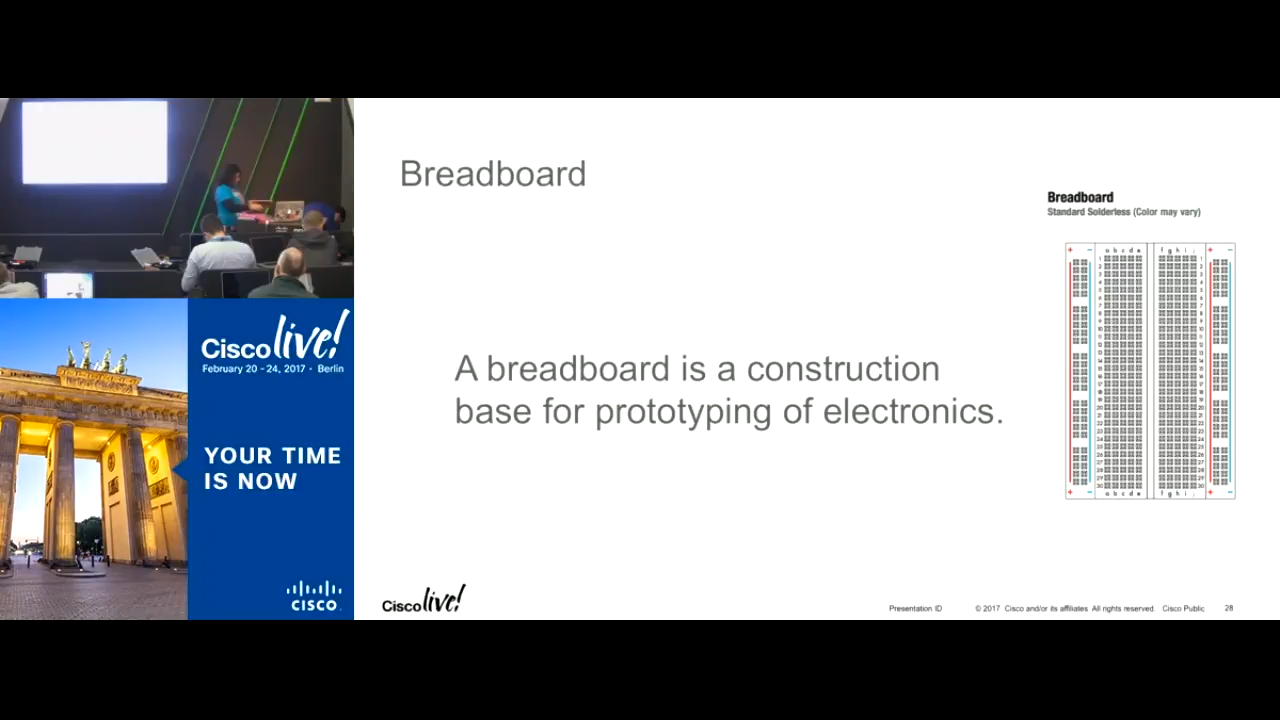 Cisco live!
February 20 - 24, 2017 • Berlin
YOUR TIME
IS NOW
CISCO
Breadboard
Breadboard
Standard Solderless (Color may vary)
A breadboard is a construction
base for prototyping of electronics.
+ −
a b c d e
f g h i j
+ −
+ −
a b c d e
f g h i j
+ −
Cisco live!
Presentation ID
© 2017 Cisco and/or its affiliates. All rights reserved. Cisco Public
28